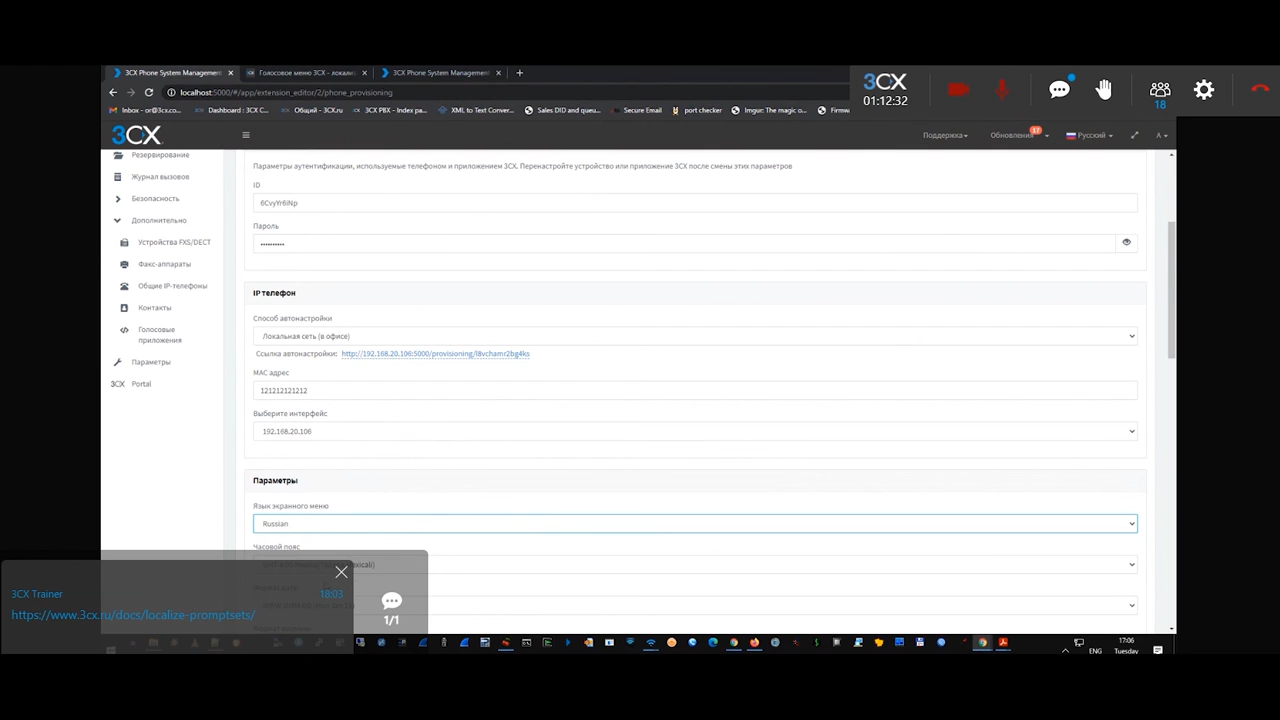 3CX Phone System Management
Голосовое меню 3CX - локализ
3CX Phone System Management
localhost:5000/#/app/extension_editor/2/phone_provisioning
Inbox - or@3cx.co...
Dashboard : 3CX C...
Общий - 3CX.ru
3CX PBX - Index pa...
XML to Text Conver...
Sales DID and queu...
Secure Email
port checker
Imgur: The magic o...
Firmw
3CX
01:12:32
18
3CX
Поддержка
Обновления
17
Русский
A
Резервирование
Журнал вызовов
Безопасность
Дополнительно
Устройства FXS/DECT
Факс-аппараты
Общие IP-телефоны
Контакты
Голосовые
приложения
Параметры
3CX Portal
Параметры аутентификации, используемые телефоном и приложением 3CX. Перенастройте устройство или приложение 3CX после смены этих параметров
ID
6CvyYr6iNp
Пароль
IP телефон
Способ автонастройки
Локальная сеть (в офисе)
Ссылка автонастройки: http://192.168.20.106:5000/provisioning/l8vchamr2bg4ks
MAC адрес
121212121212
Выберите интерфейс
192.168.20.106
Параметры
Язык экранного меню
Russian
Часовой пояс
3CX Trainer
18:03
https://www.3cx.ru/docs/localize-promptsets/
1/1
ENG
17:06
Tuesday